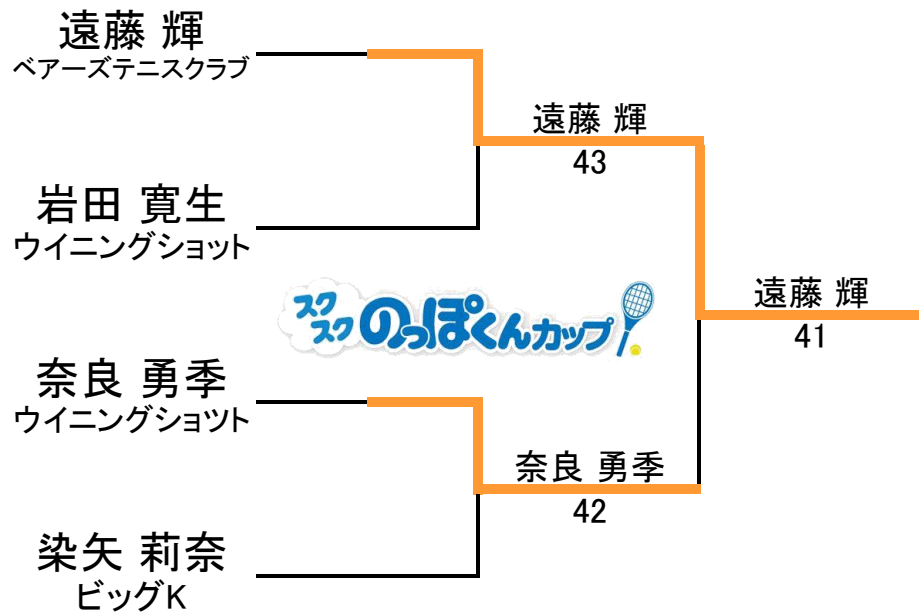 遠藤 輝
ベアーズテニスクラブ
遠藤 輝
43
岩田 寛生
ウイニングショット
スク
スク のっぽくんカップ
遠藤 輝
41
奈良 勇季
ウイニングショツト
奈良 勇季
42
染矢 莉奈
ビッグK